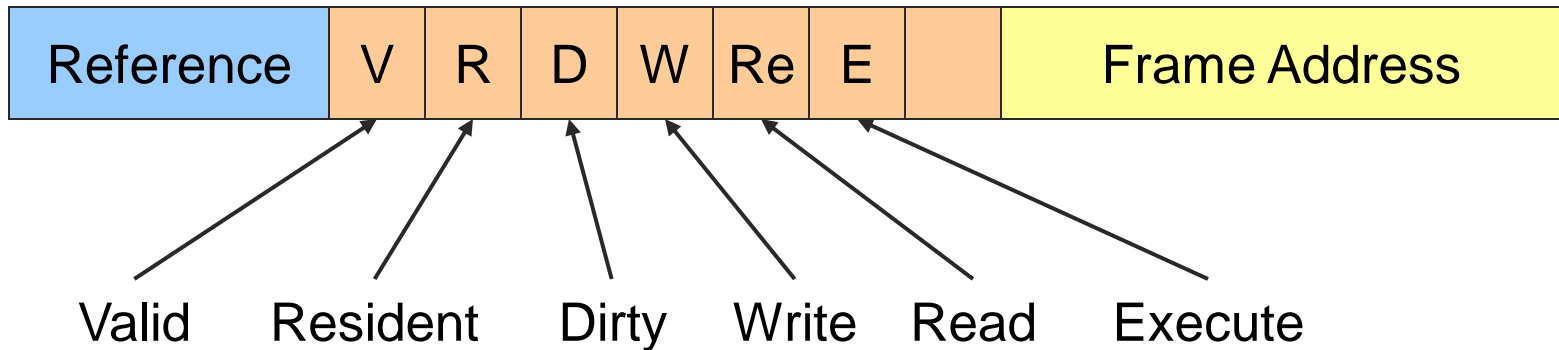 Reference V R D W Re E Frame Address
Valid Resident Dirty Write Read Execute